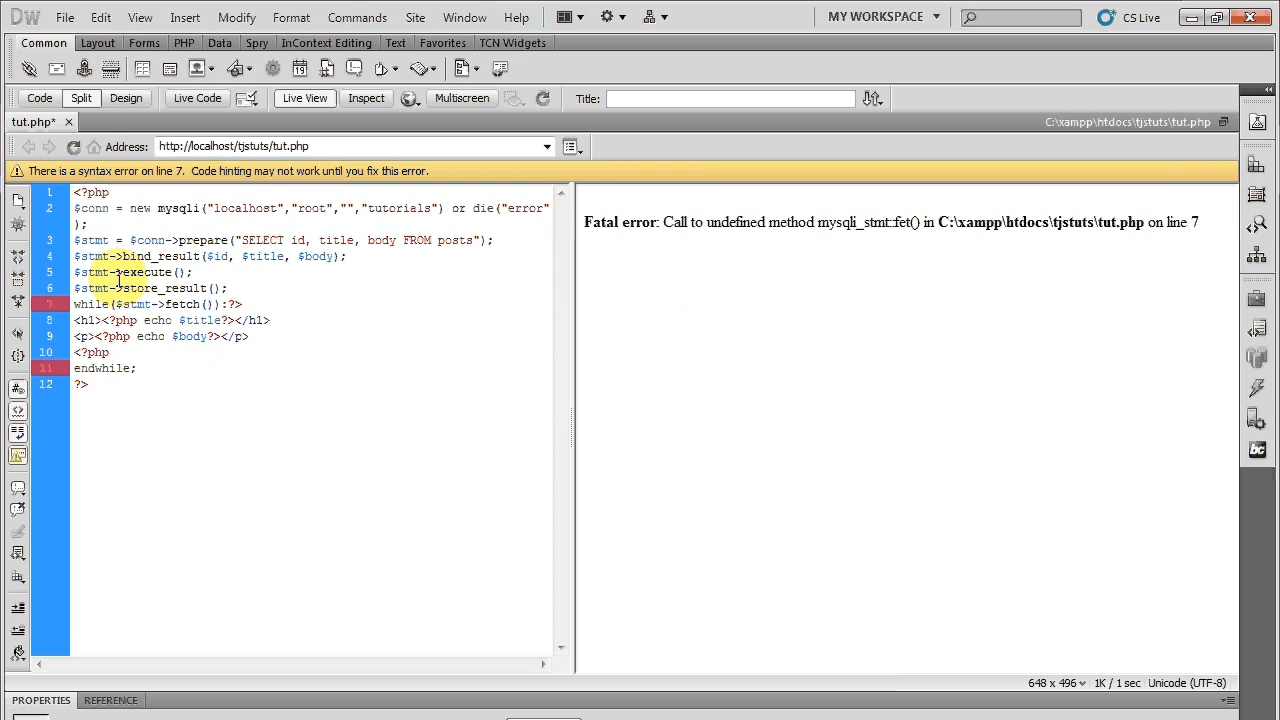 DW File Edit View Insert Modify Format Commands Site Window Help MY WORKSPACE CS Live
Common Layout Forms PHP Data Spry InContext Editing Text Favorites TCN Widgets
Code Split Design Live Code Live View Inspect Multiscreen Title:
tut.php* C:\xampp\htdocs\tjstuts\tut.php
Address: http://localhost/tjstuts/tut.php
There is a syntax error on line 7. Code hinting may not work until you fix this error.
1 <?php
2 $conn = new mysqli("localhost","root","","tutorials") or die("error"
);
3 $stmt = $conn->prepare("SELECT id, title, body FROM posts");
4 $stmt->bind_result($id, $title, $body);
5 $stmt->execute();
6 $stmt->store_result();
7 while($stmt->fetch()):?>
8 <h1><?php echo $title?></h1>
9 <p><?php echo $body?></p>
10 <?php
11 endwhile;
12 ?>
Fatal error: Call to undefined method mysqli_stmt::fet() in C:\xampp\htdocs\tjstuts\tut.php on line 7
bc
648 x 496 1K / 1 sec Unicode (UTF-8)
PROPERTIES REFERENCE